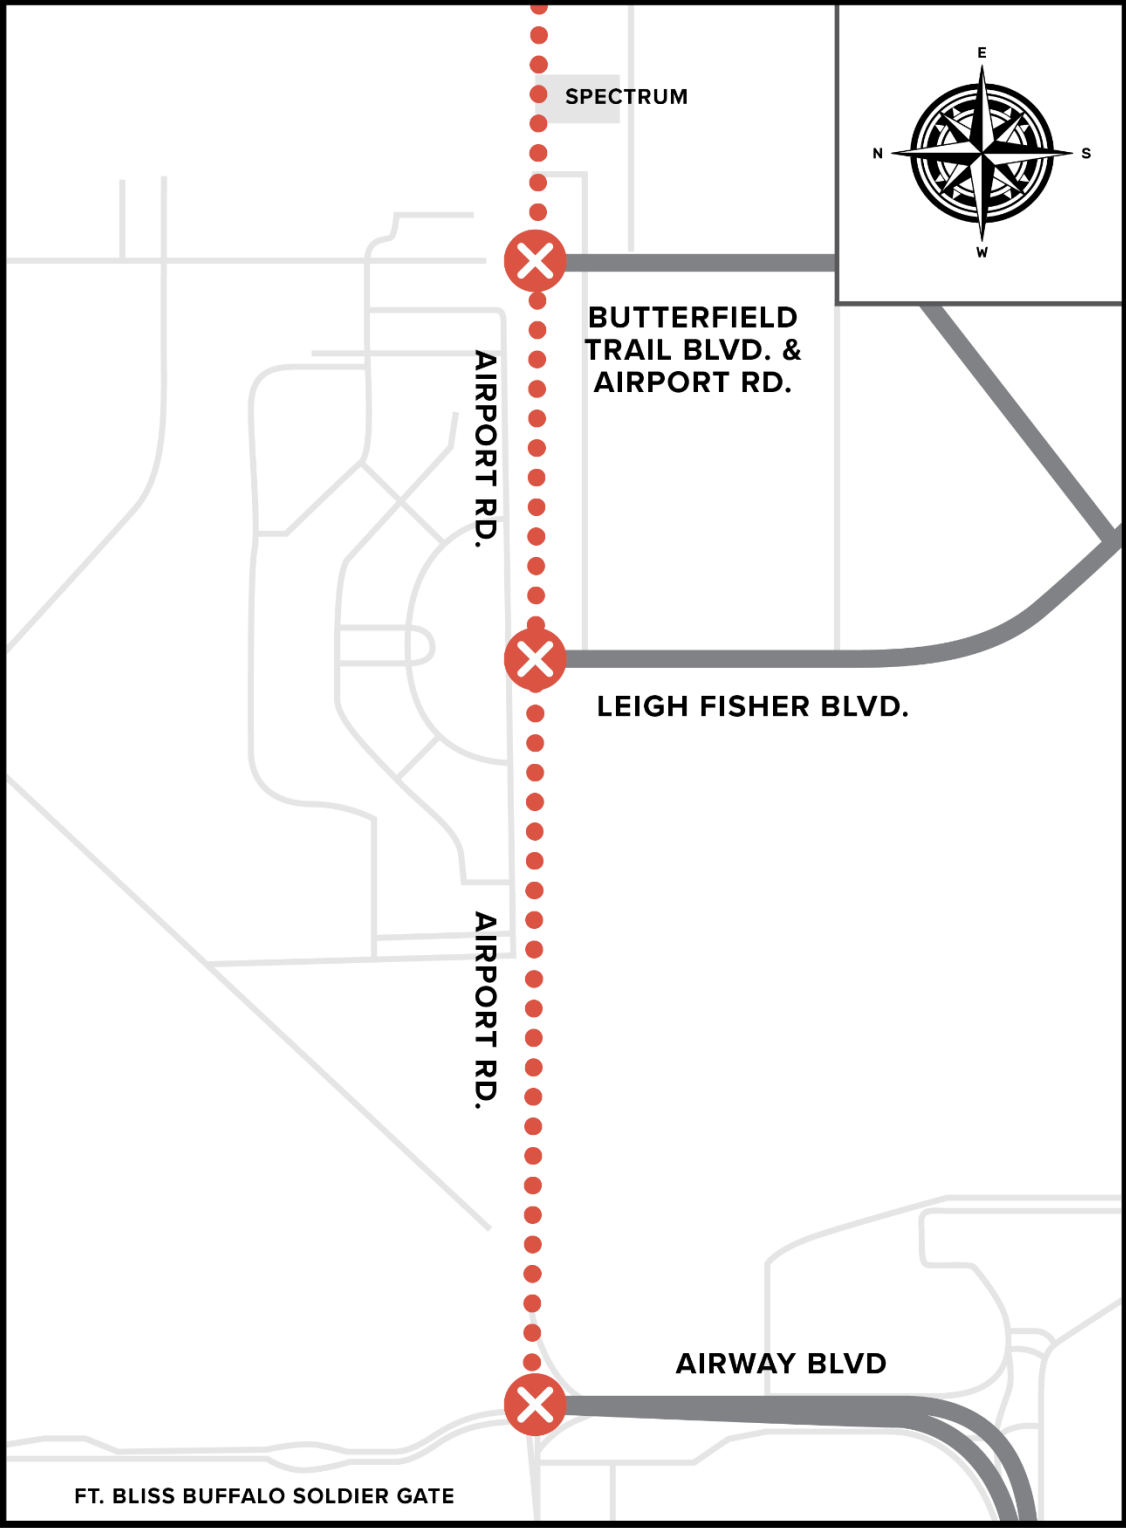 E
SPECTRUM
N
S
W
BUTTERFIELD
TRAIL BLVD. &
AIRPORT RD.
AIRPORT RD.
LEIGH FISHER BLVD.
AIRPORT RD.
AIRWAY BLVD
FT. BLISS BUFFALO SOLDIER GATE